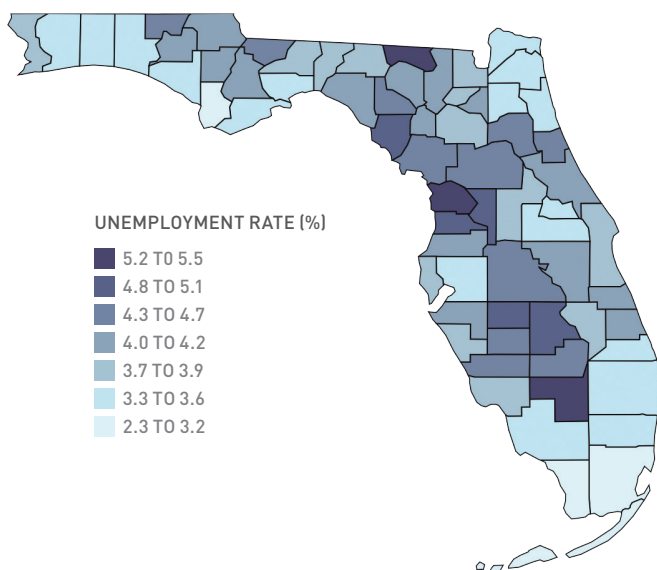 UNEMPLOYMENT RATE (%)
5.2 TO 5.5
4.8 TO 5.1
4.3 TO 4.7
4.0 TO 4.2
3.7 TO 3.9
3.3 TO 3.6
2.3 TO 3.2